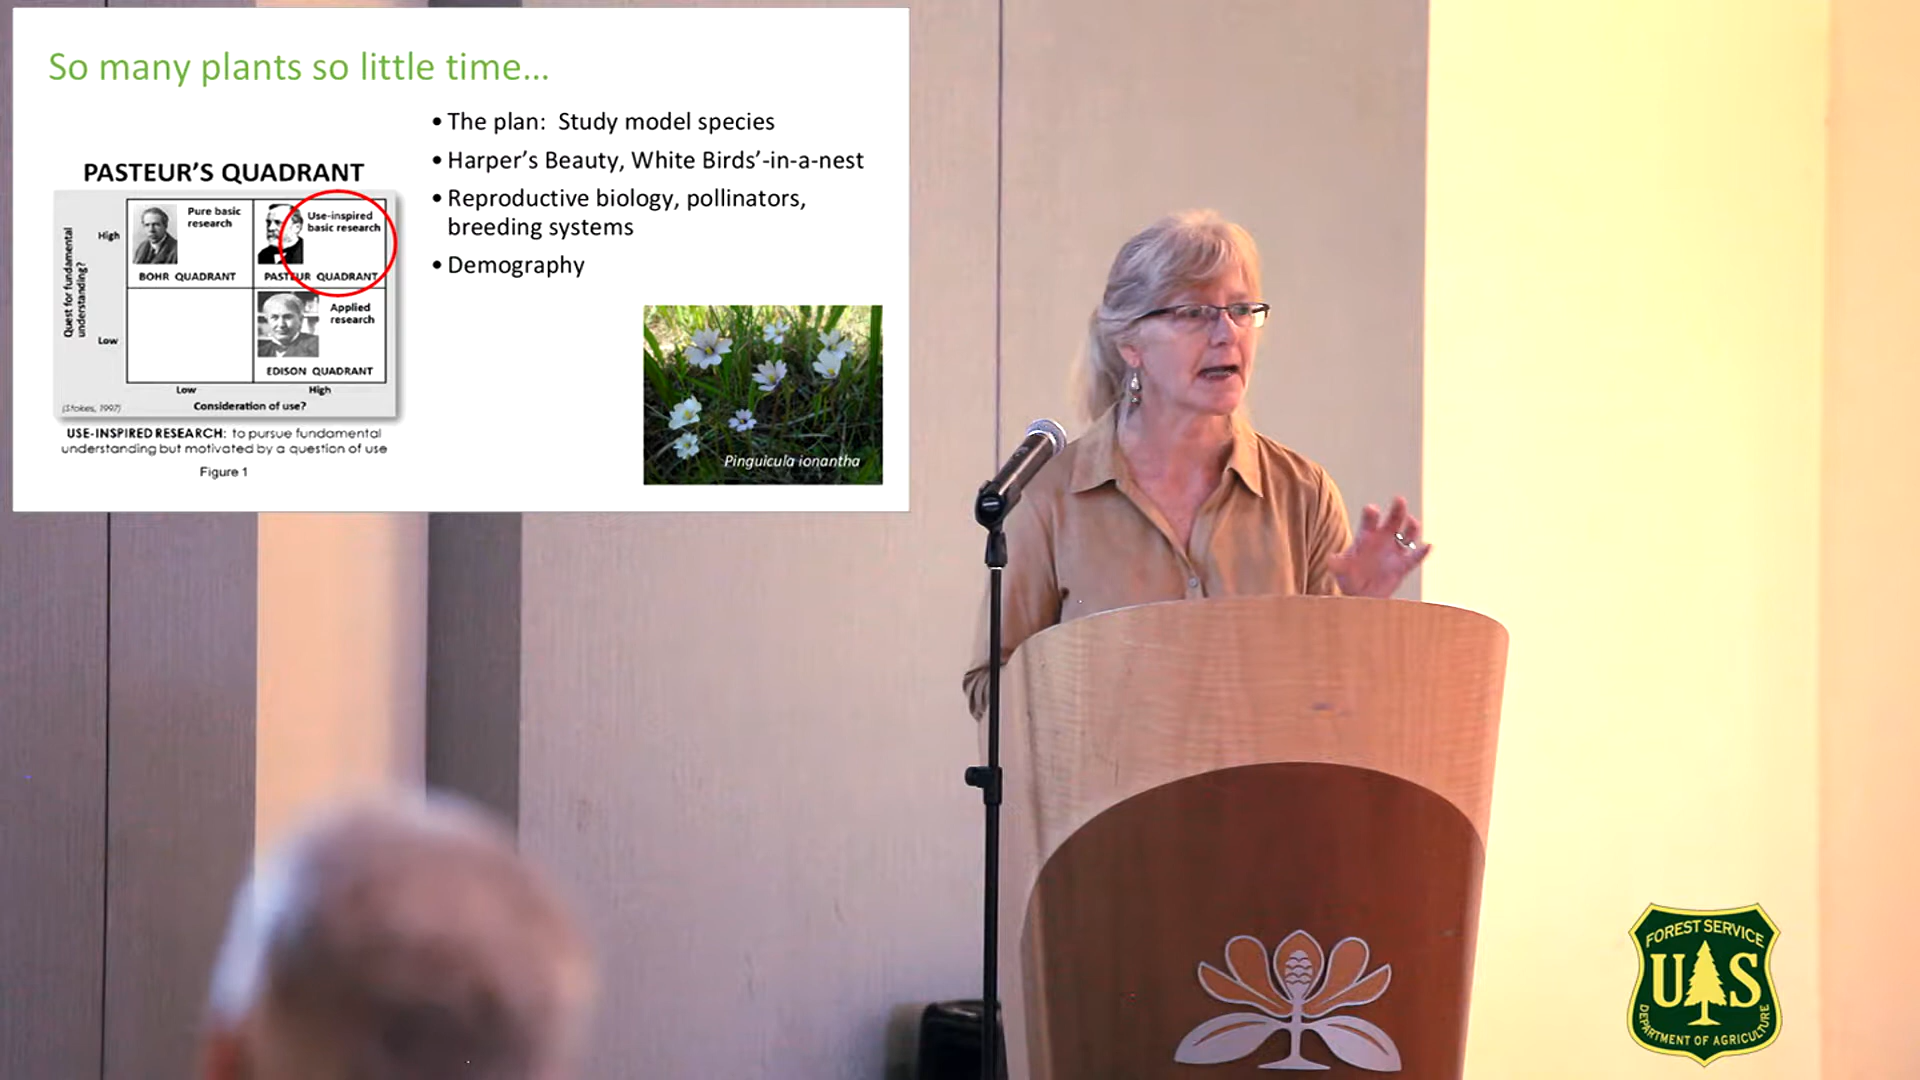 So many plants so little time...
• The plan: Study model species
• Harper's Beauty, White Birds'-in-a-nest
• Reproductive biology, pollinators,
breeding systems
• Demography
PASTEUR'S QUADRANT
Quest for fundamental
understanding?
High
Low
Pure basic
research
BOHR QUADRANT
Use-inspired
basic research
PASTEUR QUADRANT
Applied
research
EDISON QUADRANT
Low
High
Consideration of use?
(Stokes, 1997)
USE-INSPIRED RESEARCH: to pursue fundamental
understanding but motivated by a question of use
Figure 1
Pinguicula ionantha
FOREST SERVICE
U S
DEPARTMENT OF AGRICULTURE